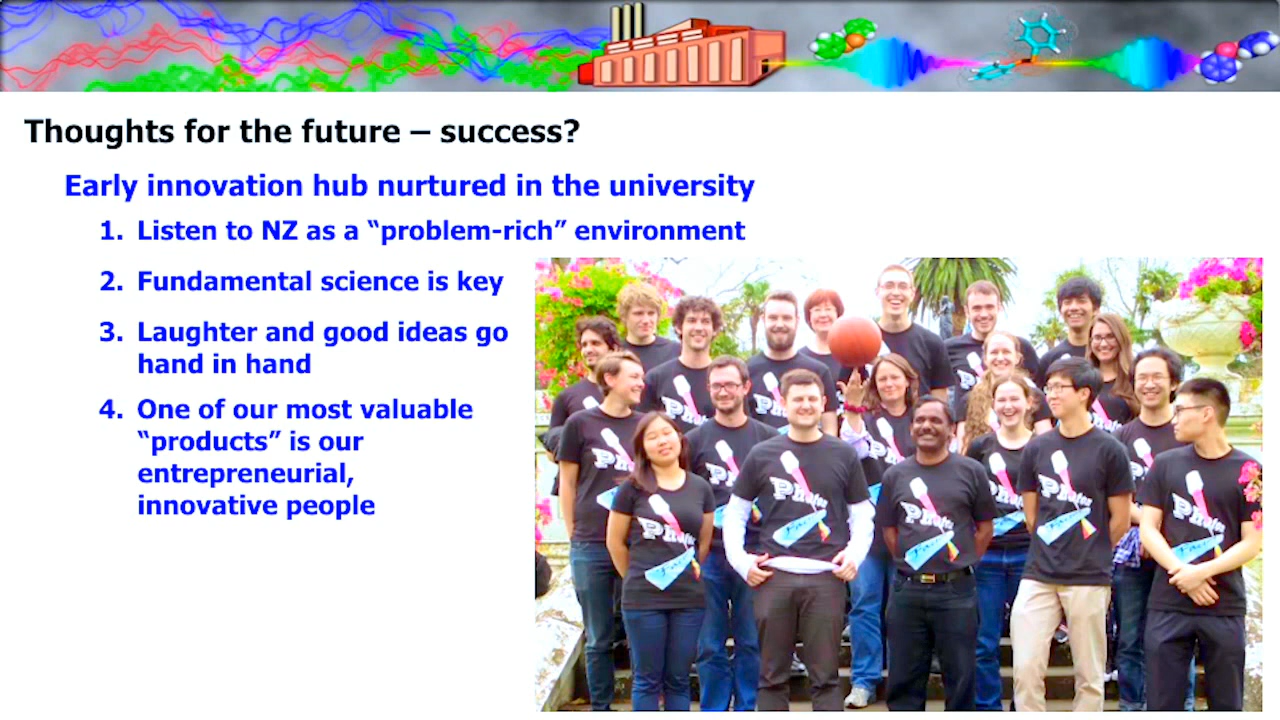 Thoughts for the future – success?
Early innovation hub nurtured in the university
1. Listen to NZ as a “problem-rich” environment
2. Fundamental science is key
3. Laughter and good ideas go
hand in hand
4. One of our most valuable
“products” is our
entrepreneurial,
innovative people